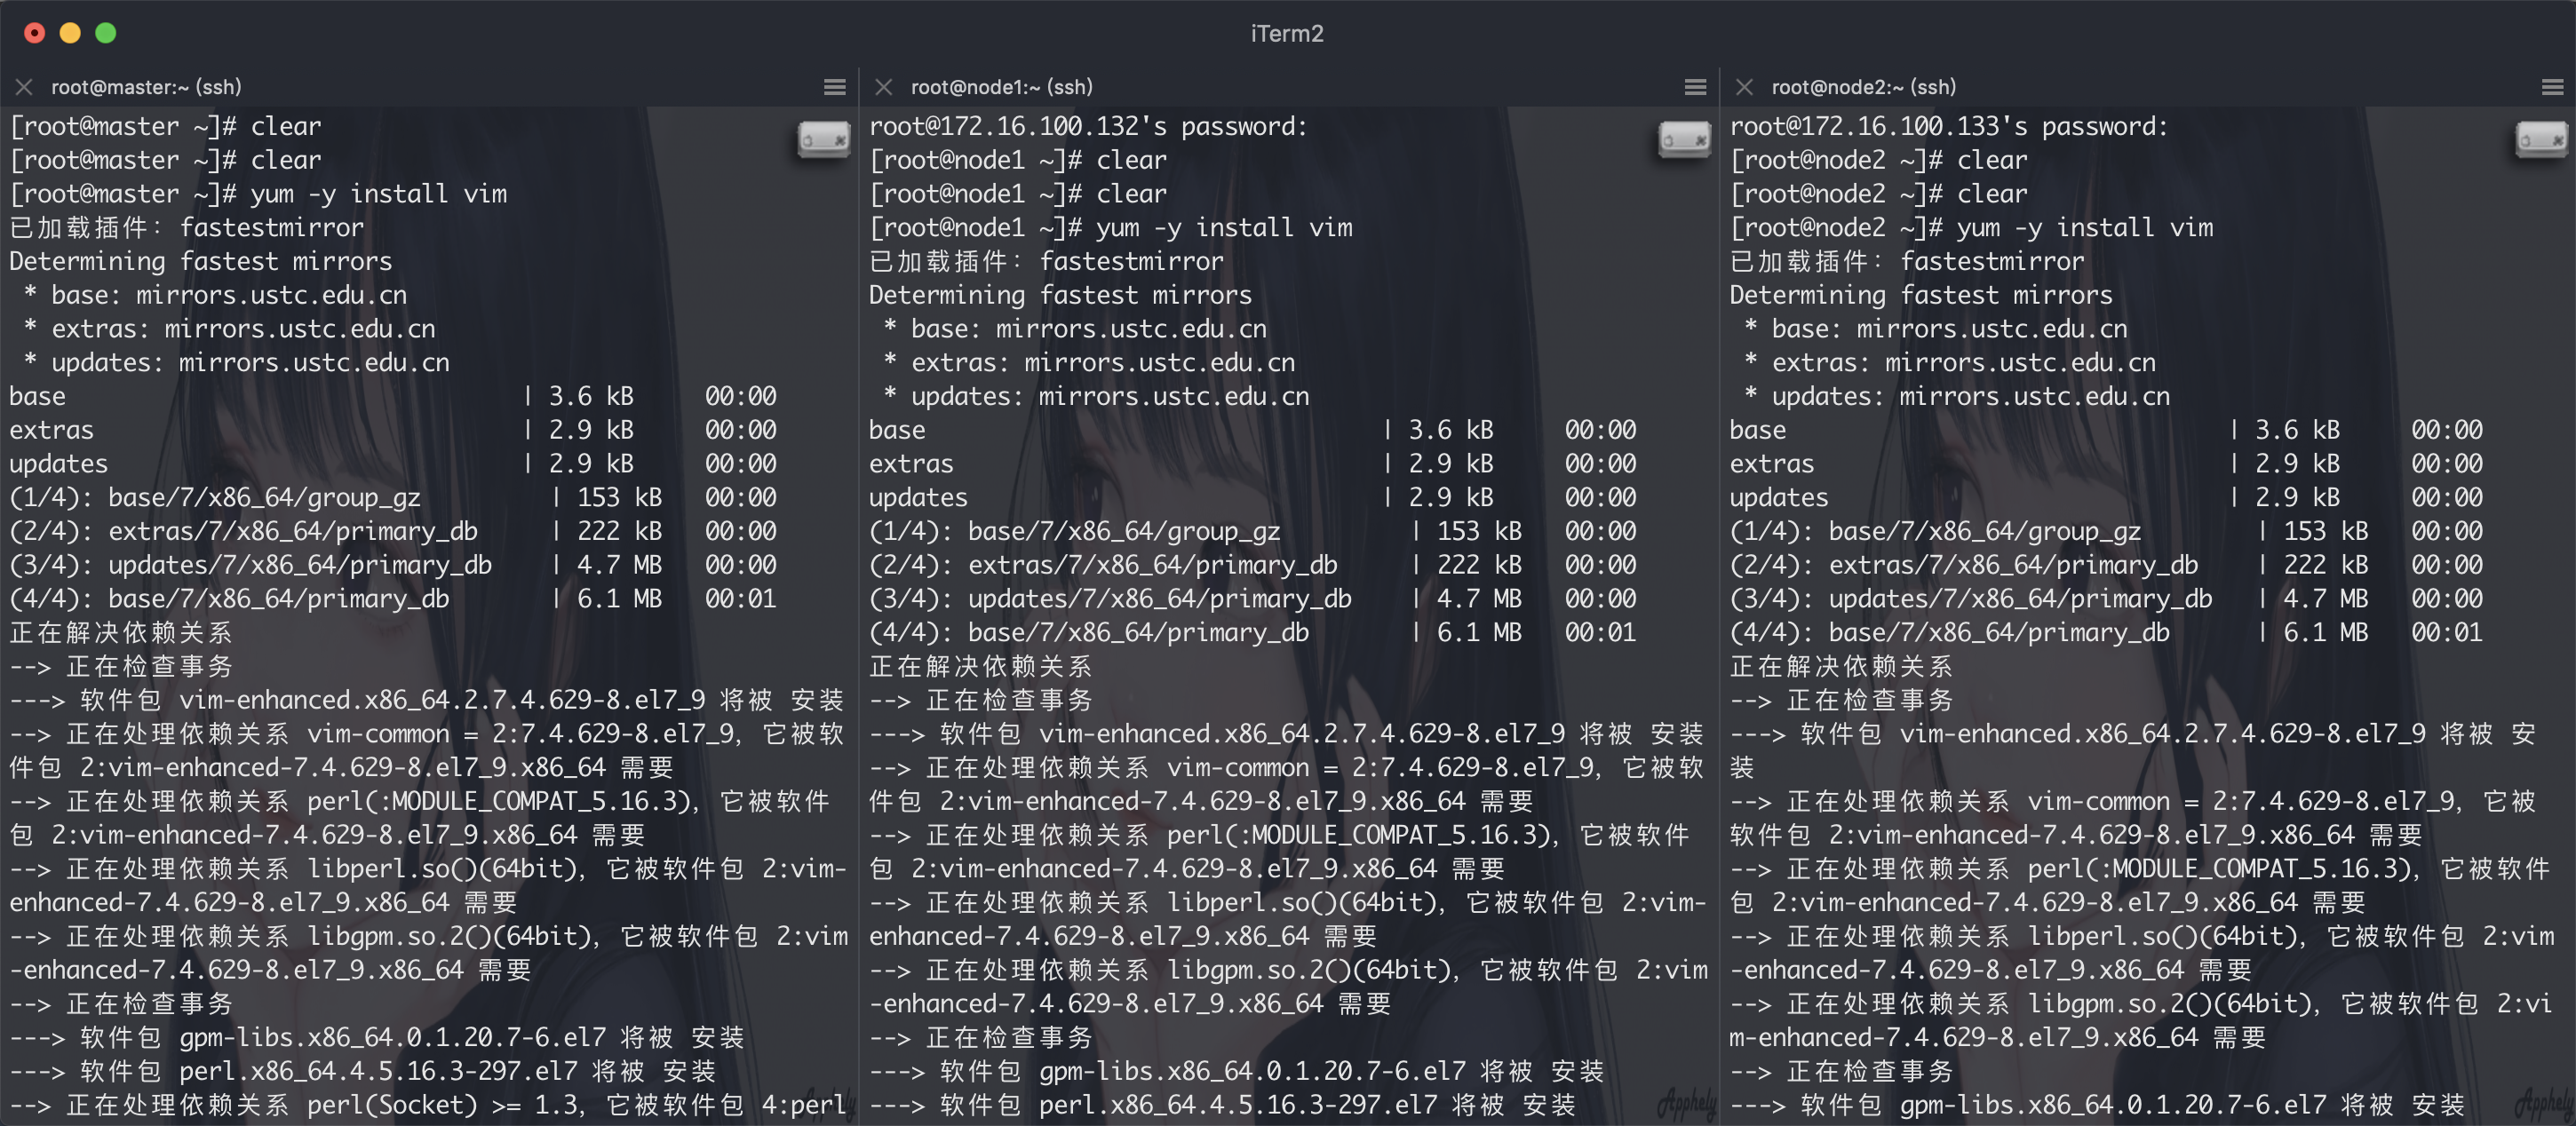 iTerm2
root@master:~ (ssh)
[root@master ~]# clear
[root@master ~]# clear
[root@master ~]# yum -y install vim
已加载插件：fastestmirror
Determining fastest mirrors
 * base: mirrors.ustc.edu.cn
 * extras: mirrors.ustc.edu.cn
 * updates: mirrors.ustc.edu.cn
base | 3.6 kB 00:00
extras | 2.9 kB 00:00
updates | 2.9 kB 00:00
(1/4): base/7/x86_64/group_gz | 153 kB 00:00
(2/4): extras/7/x86_64/primary_db | 222 kB 00:00
(3/4): updates/7/x86_64/primary_db | 4.7 MB 00:00
(4/4): base/7/x86_64/primary_db | 6.1 MB 00:01
正在解决依赖关系
--> 正在检查事务
---> 软件包 vim-enhanced.x86_64.2.7.4.629-8.el7_9 将被 安装
--> 正在处理依赖关系 vim-common = 2:7.4.629-8.el7_9，它被软
件包 2:vim-enhanced-7.4.629-8.el7_9.x86_64 需要
--> 正在处理依赖关系 perl(:MODULE_COMPAT_5.16.3)，它被软件
包 2:vim-enhanced-7.4.629-8.el7_9.x86_64 需要
--> 正在处理依赖关系 libperl.so()(64bit)，它被软件包 2:vim-
enhanced-7.4.629-8.el7_9.x86_64 需要
--> 正在处理依赖关系 libgpm.so.2()(64bit)，它被软件包 2:vim
-enhanced-7.4.629-8.el7_9.x86_64 需要
--> 正在检查事务
---> 软件包 gpm-libs.x86_64.0.1.20.7-6.el7 将被 安装
---> 软件包 perl.x86_64.4.5.16.3-297.el7 将被 安装
--> 正在处理依赖关系 perl(Socket) >= 1.3，它被软件包 4:perl
Apphely
root@node1:~ (ssh)
root@172.16.100.132's password:
[root@node1 ~]# clear
[root@node1 ~]# clear
[root@node1 ~]# yum -y install vim
已加载插件：fastestmirror
Determining fastest mirrors
 * base: mirrors.ustc.edu.cn
 * extras: mirrors.ustc.edu.cn
 * updates: mirrors.ustc.edu.cn
base | 3.6 kB 00:00
extras | 2.9 kB 00:00
updates | 2.9 kB 00:00
(1/4): base/7/x86_64/group_gz | 153 kB 00:00
(2/4): extras/7/x86_64/primary_db | 222 kB 00:00
(3/4): updates/7/x86_64/primary_db | 4.7 MB 00:00
(4/4): base/7/x86_64/primary_db | 6.1 MB 00:01
正在解决依赖关系
--> 正在检查事务
---> 软件包 vim-enhanced.x86_64.2.7.4.629-8.el7_9 将被 安装
--> 正在处理依赖关系 vim-common = 2:7.4.629-8.el7_9，它被软
件包 2:vim-enhanced-7.4.629-8.el7_9.x86_64 需要
--> 正在处理依赖关系 perl(:MODULE_COMPAT_5.16.3)，它被软件
包 2:vim-enhanced-7.4.629-8.el7_9.x86_64 需要
--> 正在处理依赖关系 libperl.so()(64bit)，它被软件包 2:vim-
enhanced-7.4.629-8.el7_9.x86_64 需要
--> 正在处理依赖关系 libgpm.so.2()(64bit)，它被软件包 2:vim
-enhanced-7.4.629-8.el7_9.x86_64 需要
--> 正在检查事务
---> 软件包 gpm-libs.x86_64.0.1.20.7-6.el7 将被 安装
---> 软件包 perl.x86_64.4.5.16.3-297.el7 将被 安装
Apphely
root@node2:~ (ssh)
root@172.16.100.133's password:
[root@node2 ~]# clear
[root@node2 ~]# clear
[root@node2 ~]# yum -y install vim
已加载插件：fastestmirror
Determining fastest mirrors
 * base: mirrors.ustc.edu.cn
 * extras: mirrors.ustc.edu.cn
 * updates: mirrors.ustc.edu.cn
base | 3.6 kB 00:00
extras | 2.9 kB 00:00
updates | 2.9 kB 00:00
(1/4): base/7/x86_64/group_gz | 153 kB 00:00
(2/4): extras/7/x86_64/primary_db | 222 kB 00:00
(3/4): updates/7/x86_64/primary_db | 4.7 MB 00:00
(4/4): base/7/x86_64/primary_db | 6.1 MB 00:01
正在解决依赖关系
--> 正在检查事务
---> 软件包 vim-enhanced.x86_64.2.7.4.629-8.el7_9 将被 安
装
--> 正在处理依赖关系 vim-common = 2:7.4.629-8.el7_9，它被
软件包 2:vim-enhanced-7.4.629-8.el7_9.x86_64 需要
--> 正在处理依赖关系 perl(:MODULE_COMPAT_5.16.3)，它被软件
包 2:vim-enhanced-7.4.629-8.el7_9.x86_64 需要
--> 正在处理依赖关系 libperl.so()(64bit)，它被软件包 2:vim
-enhanced-7.4.629-8.el7_9.x86_64 需要
--> 正在处理依赖关系 libgpm.so.2()(64bit)，它被软件包 2:vi
m-enhanced-7.4.629-8.el7_9.x86_64 需要
--> 正在检查事务
---> 软件包 gpm-libs.x86_64.0.1.20.7-6.el7 将被 安装
Apphely